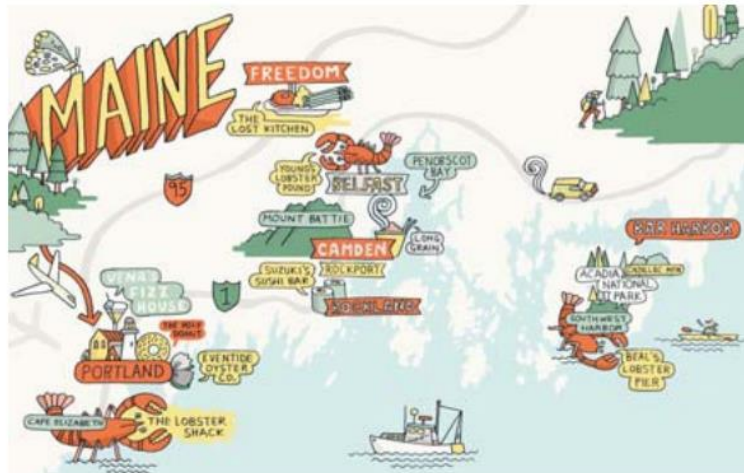 MAINE
FREEDOM
THE
LOST KITCHEN
YOUNG'S
LOBSTER
POUND
BELFAST
PENOBSCOT
BAY
95
MOUNT BATTIE
CAMDEN
LONG
GRAIN
ROCKPORT
SUZUKI'S
SUSHI BAR
ROCKLAND
1
BAR HARBOR
CADILLAC MTN
ACADIA
NATIONAL
PARK
SOUTHWEST
HARBOR
BEAL'S
LOBSTER
PIER
VENA'S
FIZZ
HOUSE
THE HOLY
DONUT
PORTLAND
EVENTIDE
OYSTER
CO.
CAPE ELIZABETH
THE LOBSTER
SHACK